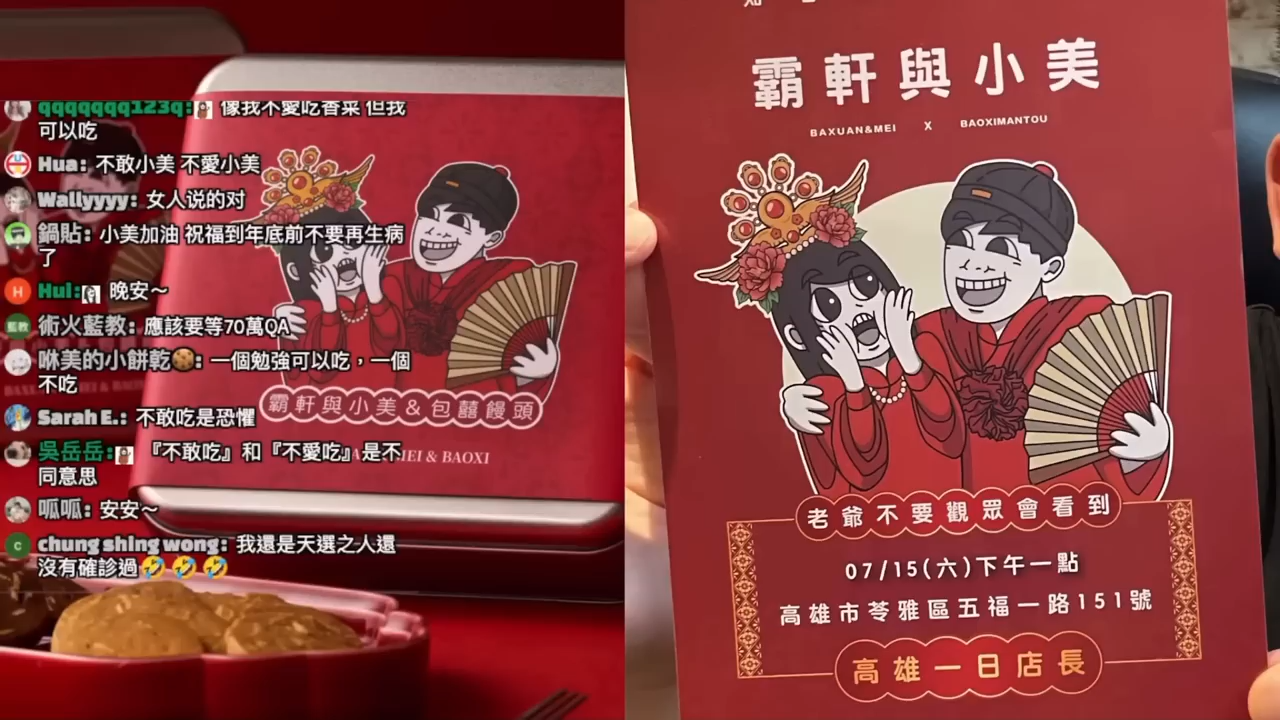 qqqqqqq123q: 像我不愛吃香菜 但我
可以吃
Hua: 不敢小美 不愛小美
Wallyyyy: 女人说的对
鍋貼: 小美加油 祝福到年底前不要再生病
了
Hui: 晚安～
術火藍教: 應該要等70萬QA
咻美的小餅乾🍪: 一個勉強可以吃，一個
不吃
Sarah E.: 不敢吃是恐懼
吳岳岳: 『不敢吃』和『不愛吃』是不
同意思
呱呱: 安安～
chung shing wong: 我還是天選之人還
沒有確診過🤣🤣🤣
霸軒與小美&包囍饅頭
MEI & BAOXI
霸軒與小美
BAXUAN&MEI X BAOXIMANTOU
老爺不要觀眾會看到
07/15(六)下午一點
高雄市苓雅區五福一路151號
高雄一日店長